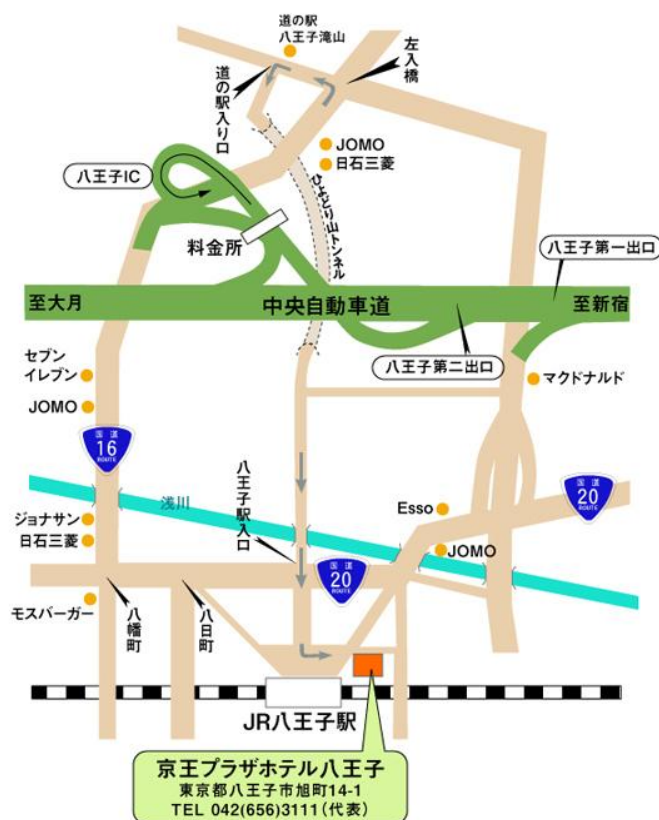 道の駅
八王子滝山
左入橋
道の駅入り口
JOMO
日石三菱
八王子IC
ひよどり山トンネル
料金所
八王子第一出口
至大月
中央自動車道
至新宿
八王子第二出口
セブン
イレブン
マクドナルド
JOMO
国道
16
ROUTE
八王子駅入口
国道
20
ROUTE
浅川
Esso
ジョナサン
日石三菱
JOMO
国道
20
ROUTE
モスバーガー
八幡町
八日町
JR八王子駅
京王プラザホテル八王子
東京都八王子市旭町14-1
TEL 042(656)3111(代表)